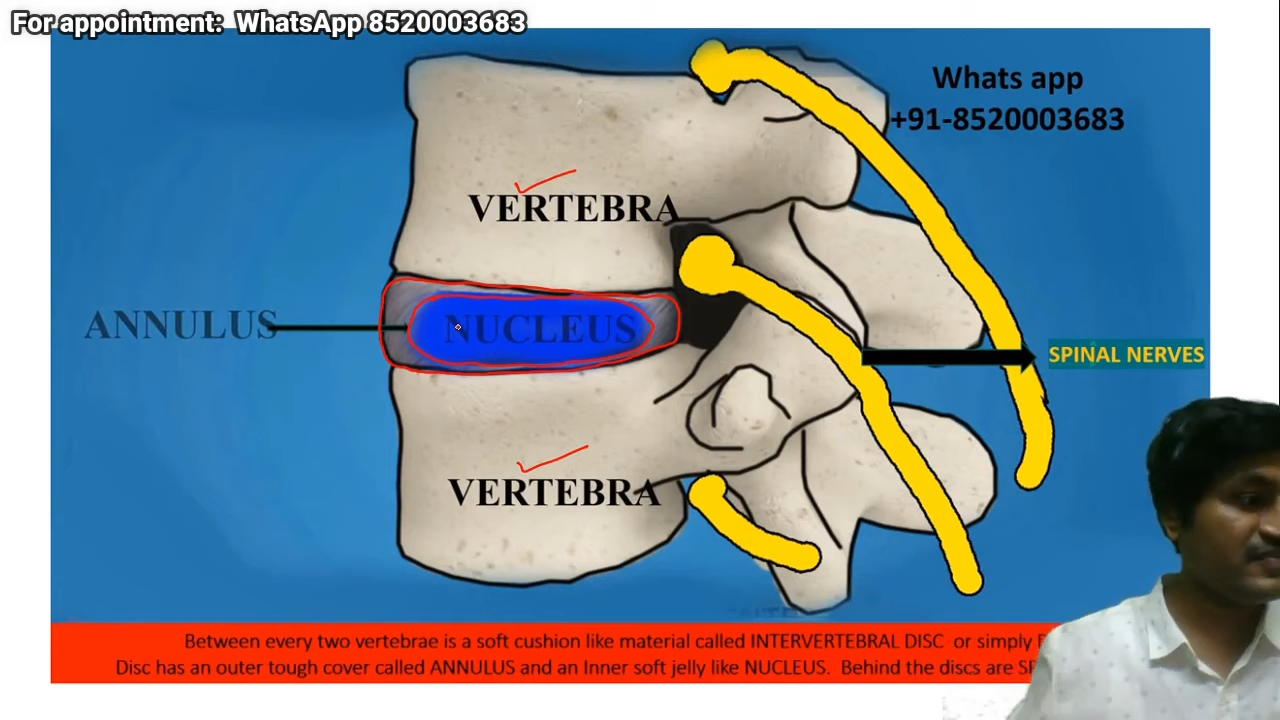 For appointment: WhatsApp 8520003683
Whats app
+91-8520003683
VERTEBRA
ANNULUS
NUCLEUS
SPINAL NERVES
VERTEBRA
Between every two vertebrae is a soft cushion like material called INTERVERTEBRAL DISC or simply
Disc has an outer tough cover called ANNULUS and an Inner soft jelly like NUCLEUS. Behind the discs are